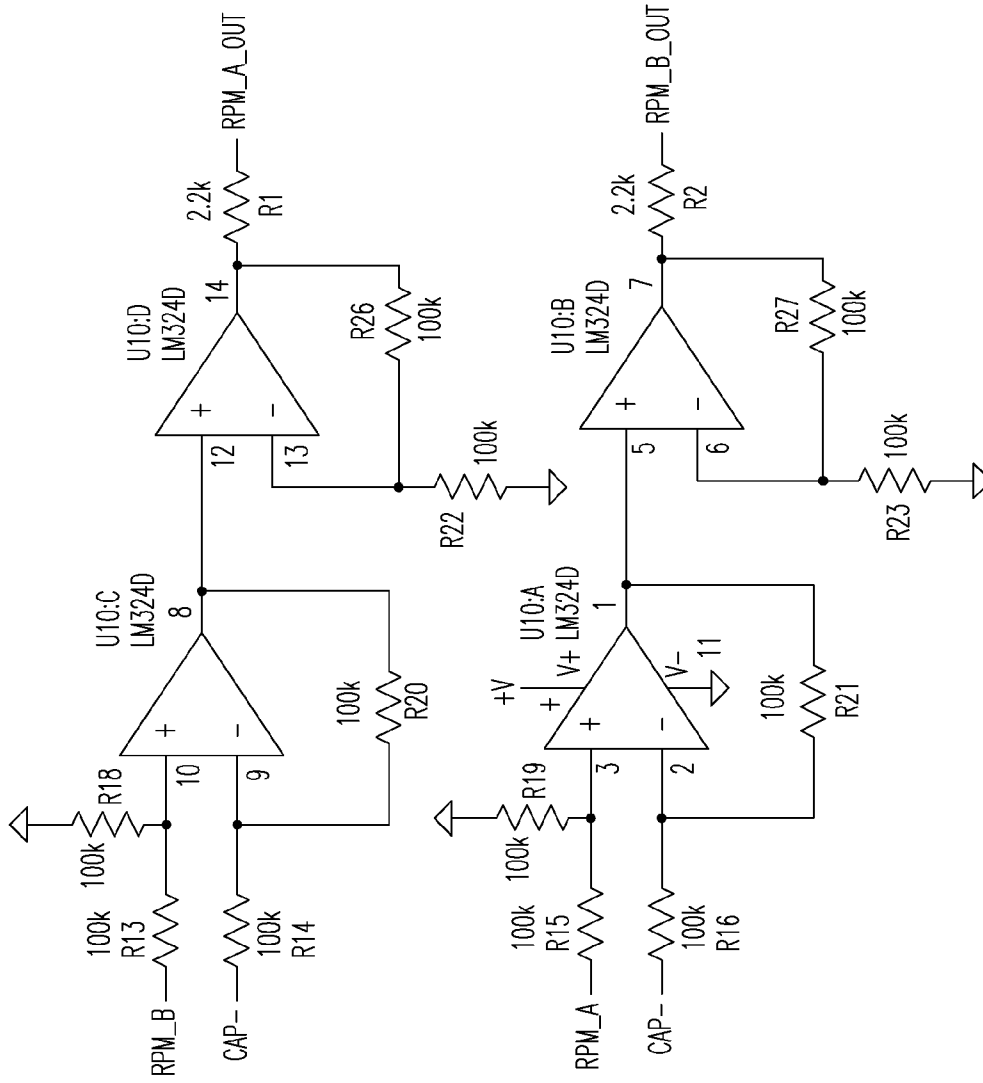 RPM_B
100k
R13
100k
R18
CAP-
100k
R14
10
9
+
-
U10:C
LM324D
8
100k
R20
12
13
+
-
U10:D
LM324D
14
R26
100k
R22
100k
2.2k
R1
RPM_A_OUT
RPM_A
100k
R15
100k
R19
CAP-
100k
R16
3
2
+
-
+V
+
V+
V-
11
U10:A
LM324D
1
100k
R21
5
6
+
-
U10:B
LM324D
7
R27
100k
R23
100k
2.2k
R2
RPM_B_OUT